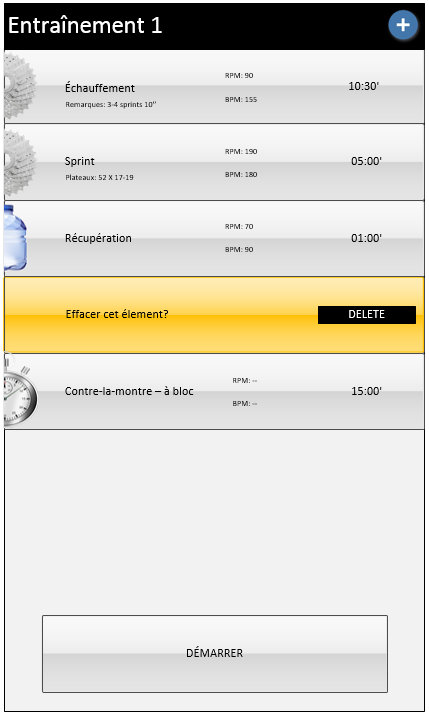 Entraînement 1
Échauffement
Remarques: 3-4 sprints 10''
RPM: 90
BPM: 155
10:30'
Sprint
Plateaux: 52 X 17-19
RPM: 190
BPM: 180
05:00'
Récupération
RPM: 70
BPM: 90
01:00'
Effacer cet élement?
DELETE
Contre-la-montre – à bloc
RPM: --
BPM: --
15:00'
DÉMARRER